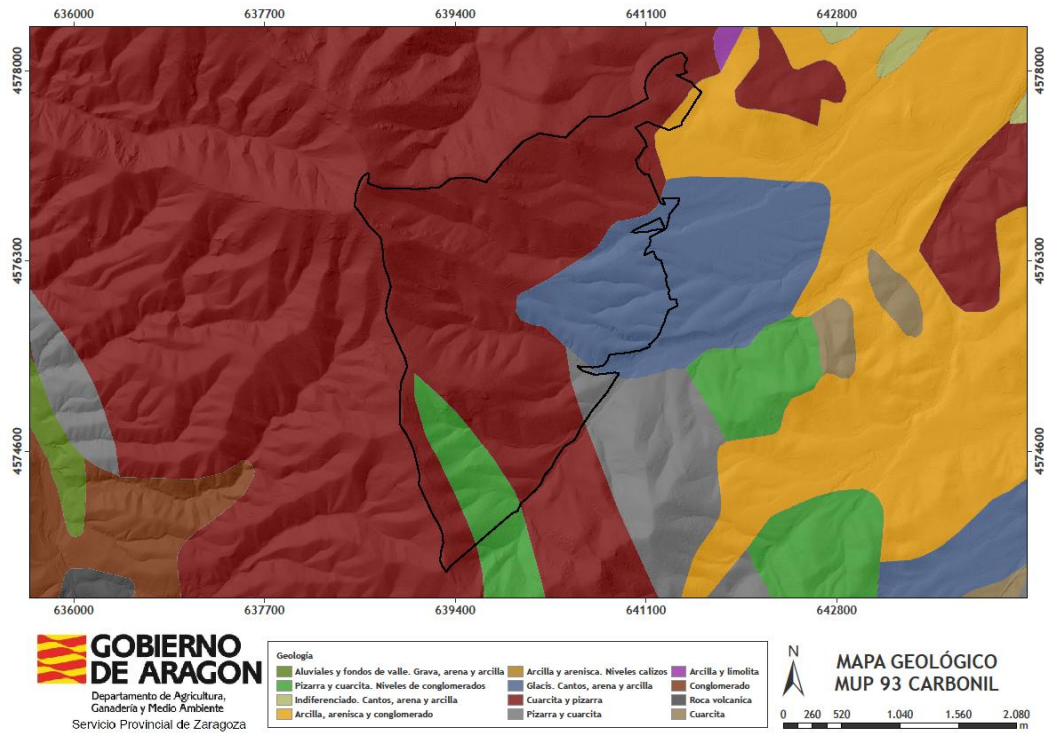 636000 637700 639400 641100 642800
4578000 4578000
4576300 4576300
4574600 4574600
636000 637700 639400 641100 642800
GOBIERNO
DE ARAGON
Departamento de Agricultura,
Ganadería y Medio Ambiente
Servicio Provincial de Zaragoza
Geología
Aluviales y fondos de valle. Grava, arena y arcilla
Pizarra y cuarcita. Niveles de conglomerados
Indiferenciado. Cantos, arena y arcilla
Arcilla, arenisca y conglomerado
Arcilla y arenisca. Niveles calizos
Glacis. Cantos, arena y arcilla
Cuarcita y pizarra
Pizarra y cuarcita
Arcilla y limolita
Conglomerado
Roca volcanica
Cuarcita
N
0 260 520 1.040 1.560 2.080
m
MAPA GEOLÓGICO
MUP 93 CARBONIL